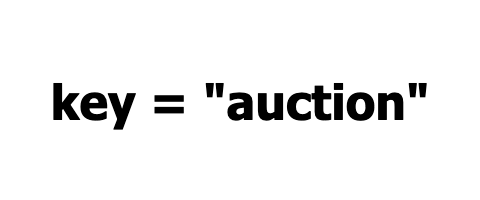 key = "auction"